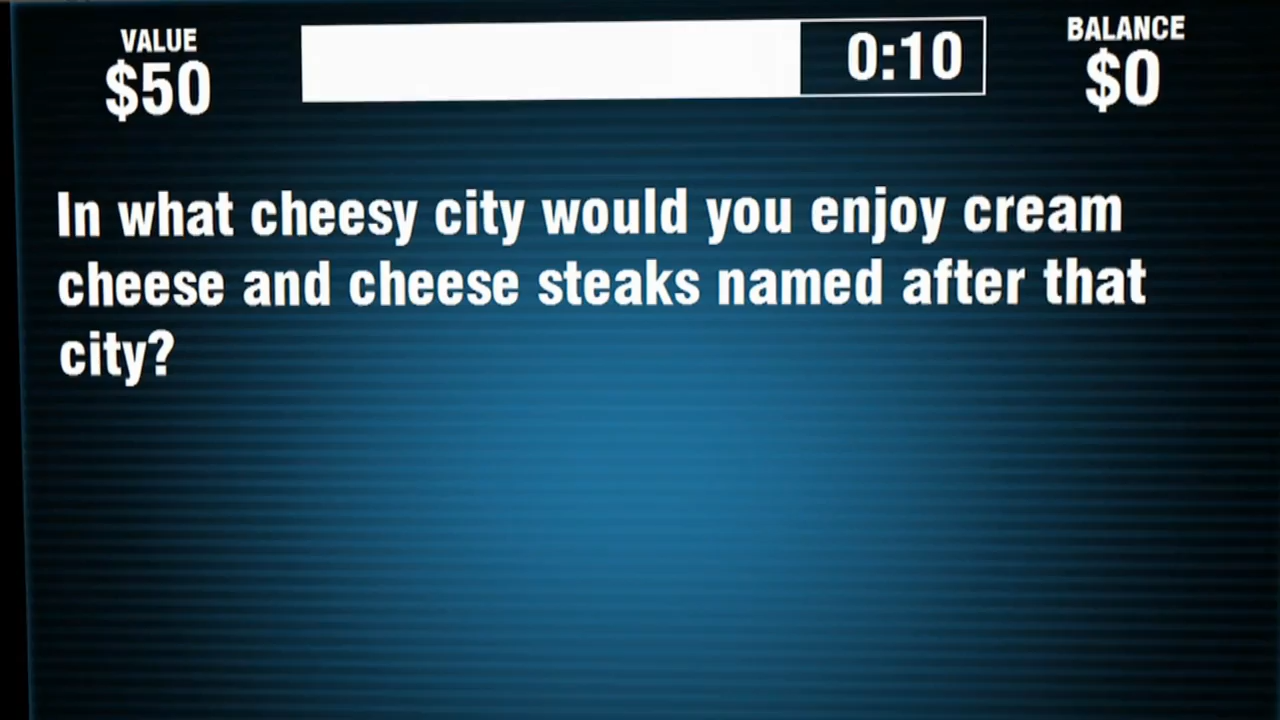 VALUE
$50
0:10
BALANCE
$0
In what cheesy city would you enjoy cream
cheese and cheese steaks named after that
city?